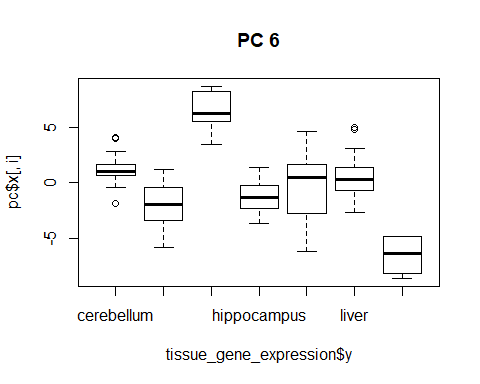 PC 6
pc$x[, i]
5
0
-5
cerebellum hippocampus liver
tissue_gene_expression$y